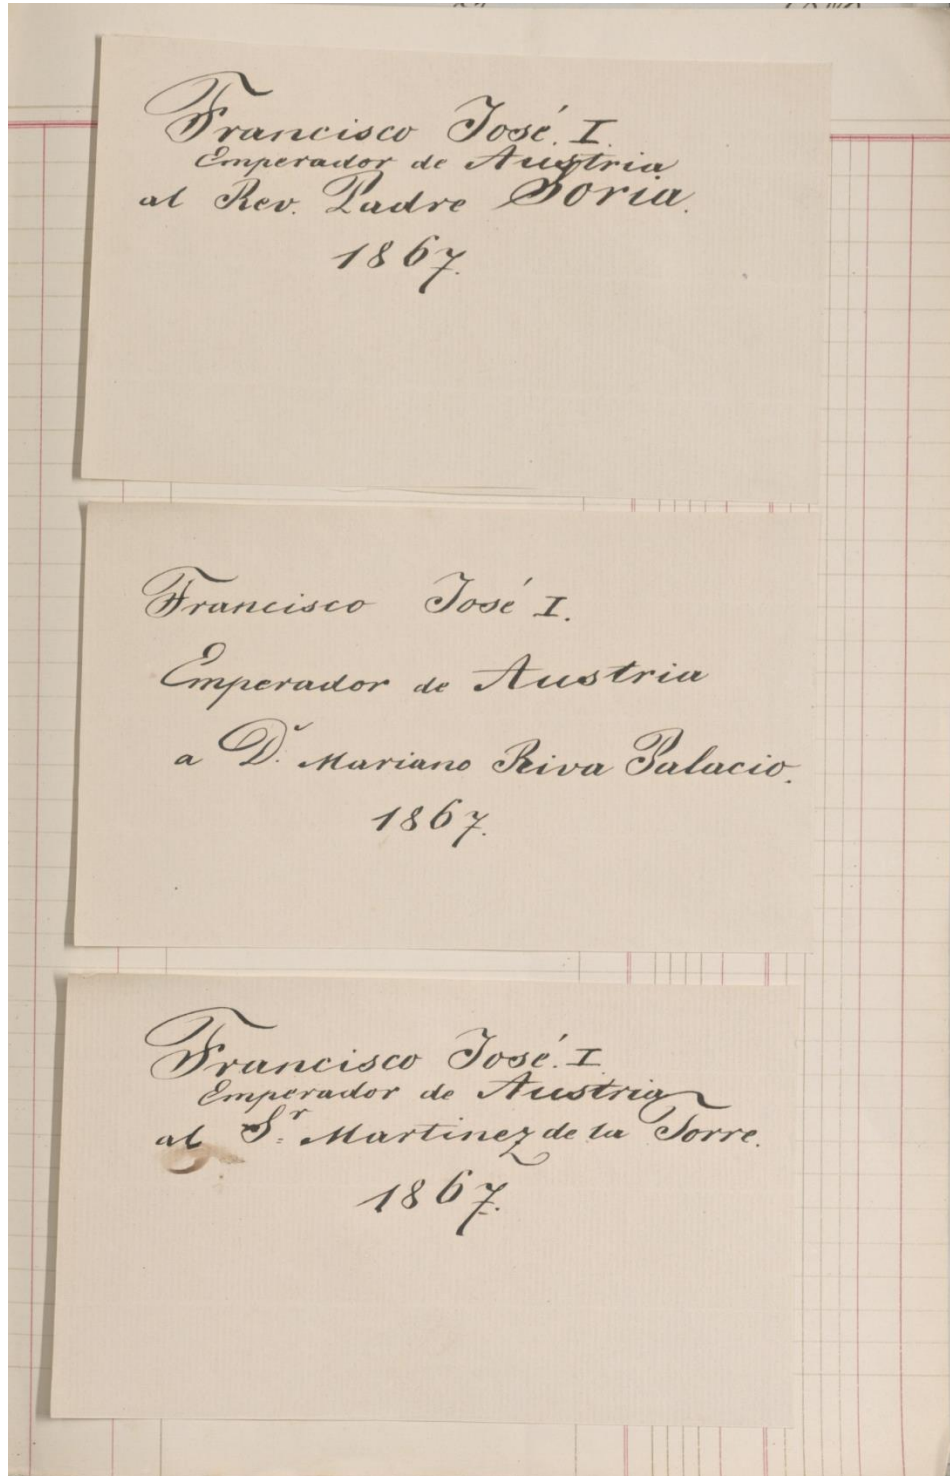 Francisco José. I.
Emperador de Austria
al Rev. Padre Soria.
1867.
Francisco José I.
Emperador de Austria
a D.n Mariano Riva Palacio.
1867.
Francisco José. I.
Emperador de Austria
al S.r Martinez de la Torre.
1867.